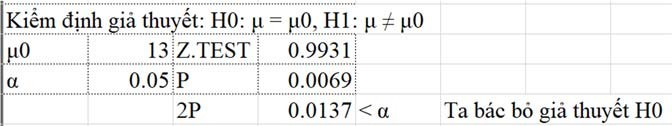 Kiểm định giả thuyết: H0: μ = μ0, H1: μ ≠ μ0
μ0 13 Z.TEST 0.9931
α 0.05 P 0.0069
2P 0.0137 < α Ta bác bỏ giả thuyết H0